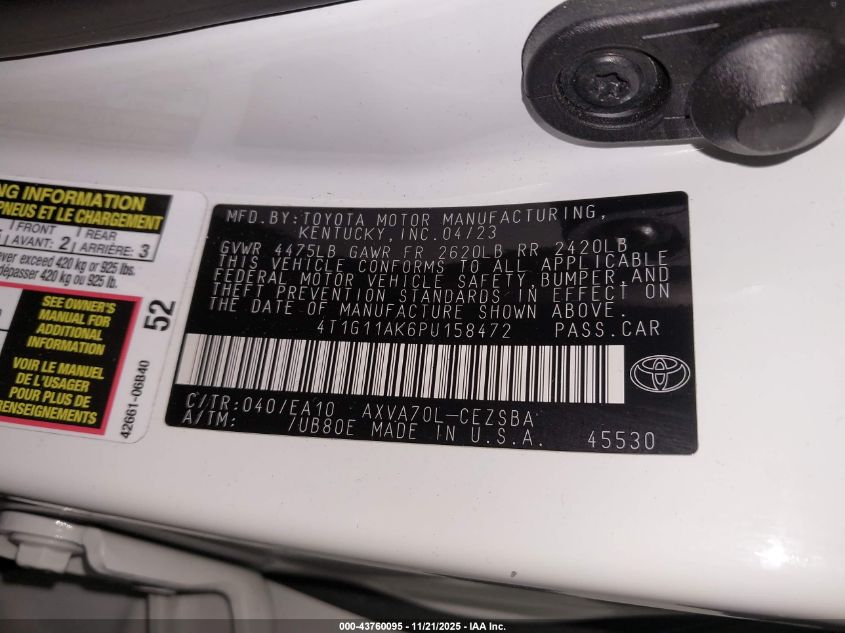 NG INFORMATION
PNEUS ET LE CHARGEMENT
FRONT
AVANT: 2
REAR
ARRIÈRE: 3
ever exceed 420 kg or 925 lbs.
dépasser 420 kg ou 925 lb.
SEE OWNER'S
MANUAL FOR
ADDITIONAL
INFORMATION
VOIR LE MANUEL
DE L'USAGER
POUR PLUS DE
RENSEIGNEMENTS
52
42661-06B40
MFD.BY:TOYOTA MOTOR MANUFACTURING,
KENTUCKY,INC.04/23
GVWR 4475LB GAWR FR 2620LB RR 2420LB
THIS VEHICLE CONFORMS TO ALL APPLICABLE
FEDERAL MOTOR VEHICLE SAFETY,BUMPER,AND
THEFT PREVENTION STANDARDS IN EFFECT ON
THE DATE OF MANUFACTURE SHOWN ABOVE.
4T1G11AK6PU158472 PASS.CAR
C/TR:040/EA10 AXVA70L-CEZSBA
A/TM: /UB80E MADE IN U.S.A. 45530
000-43760095 - 11/21/2025 - IAA Inc.